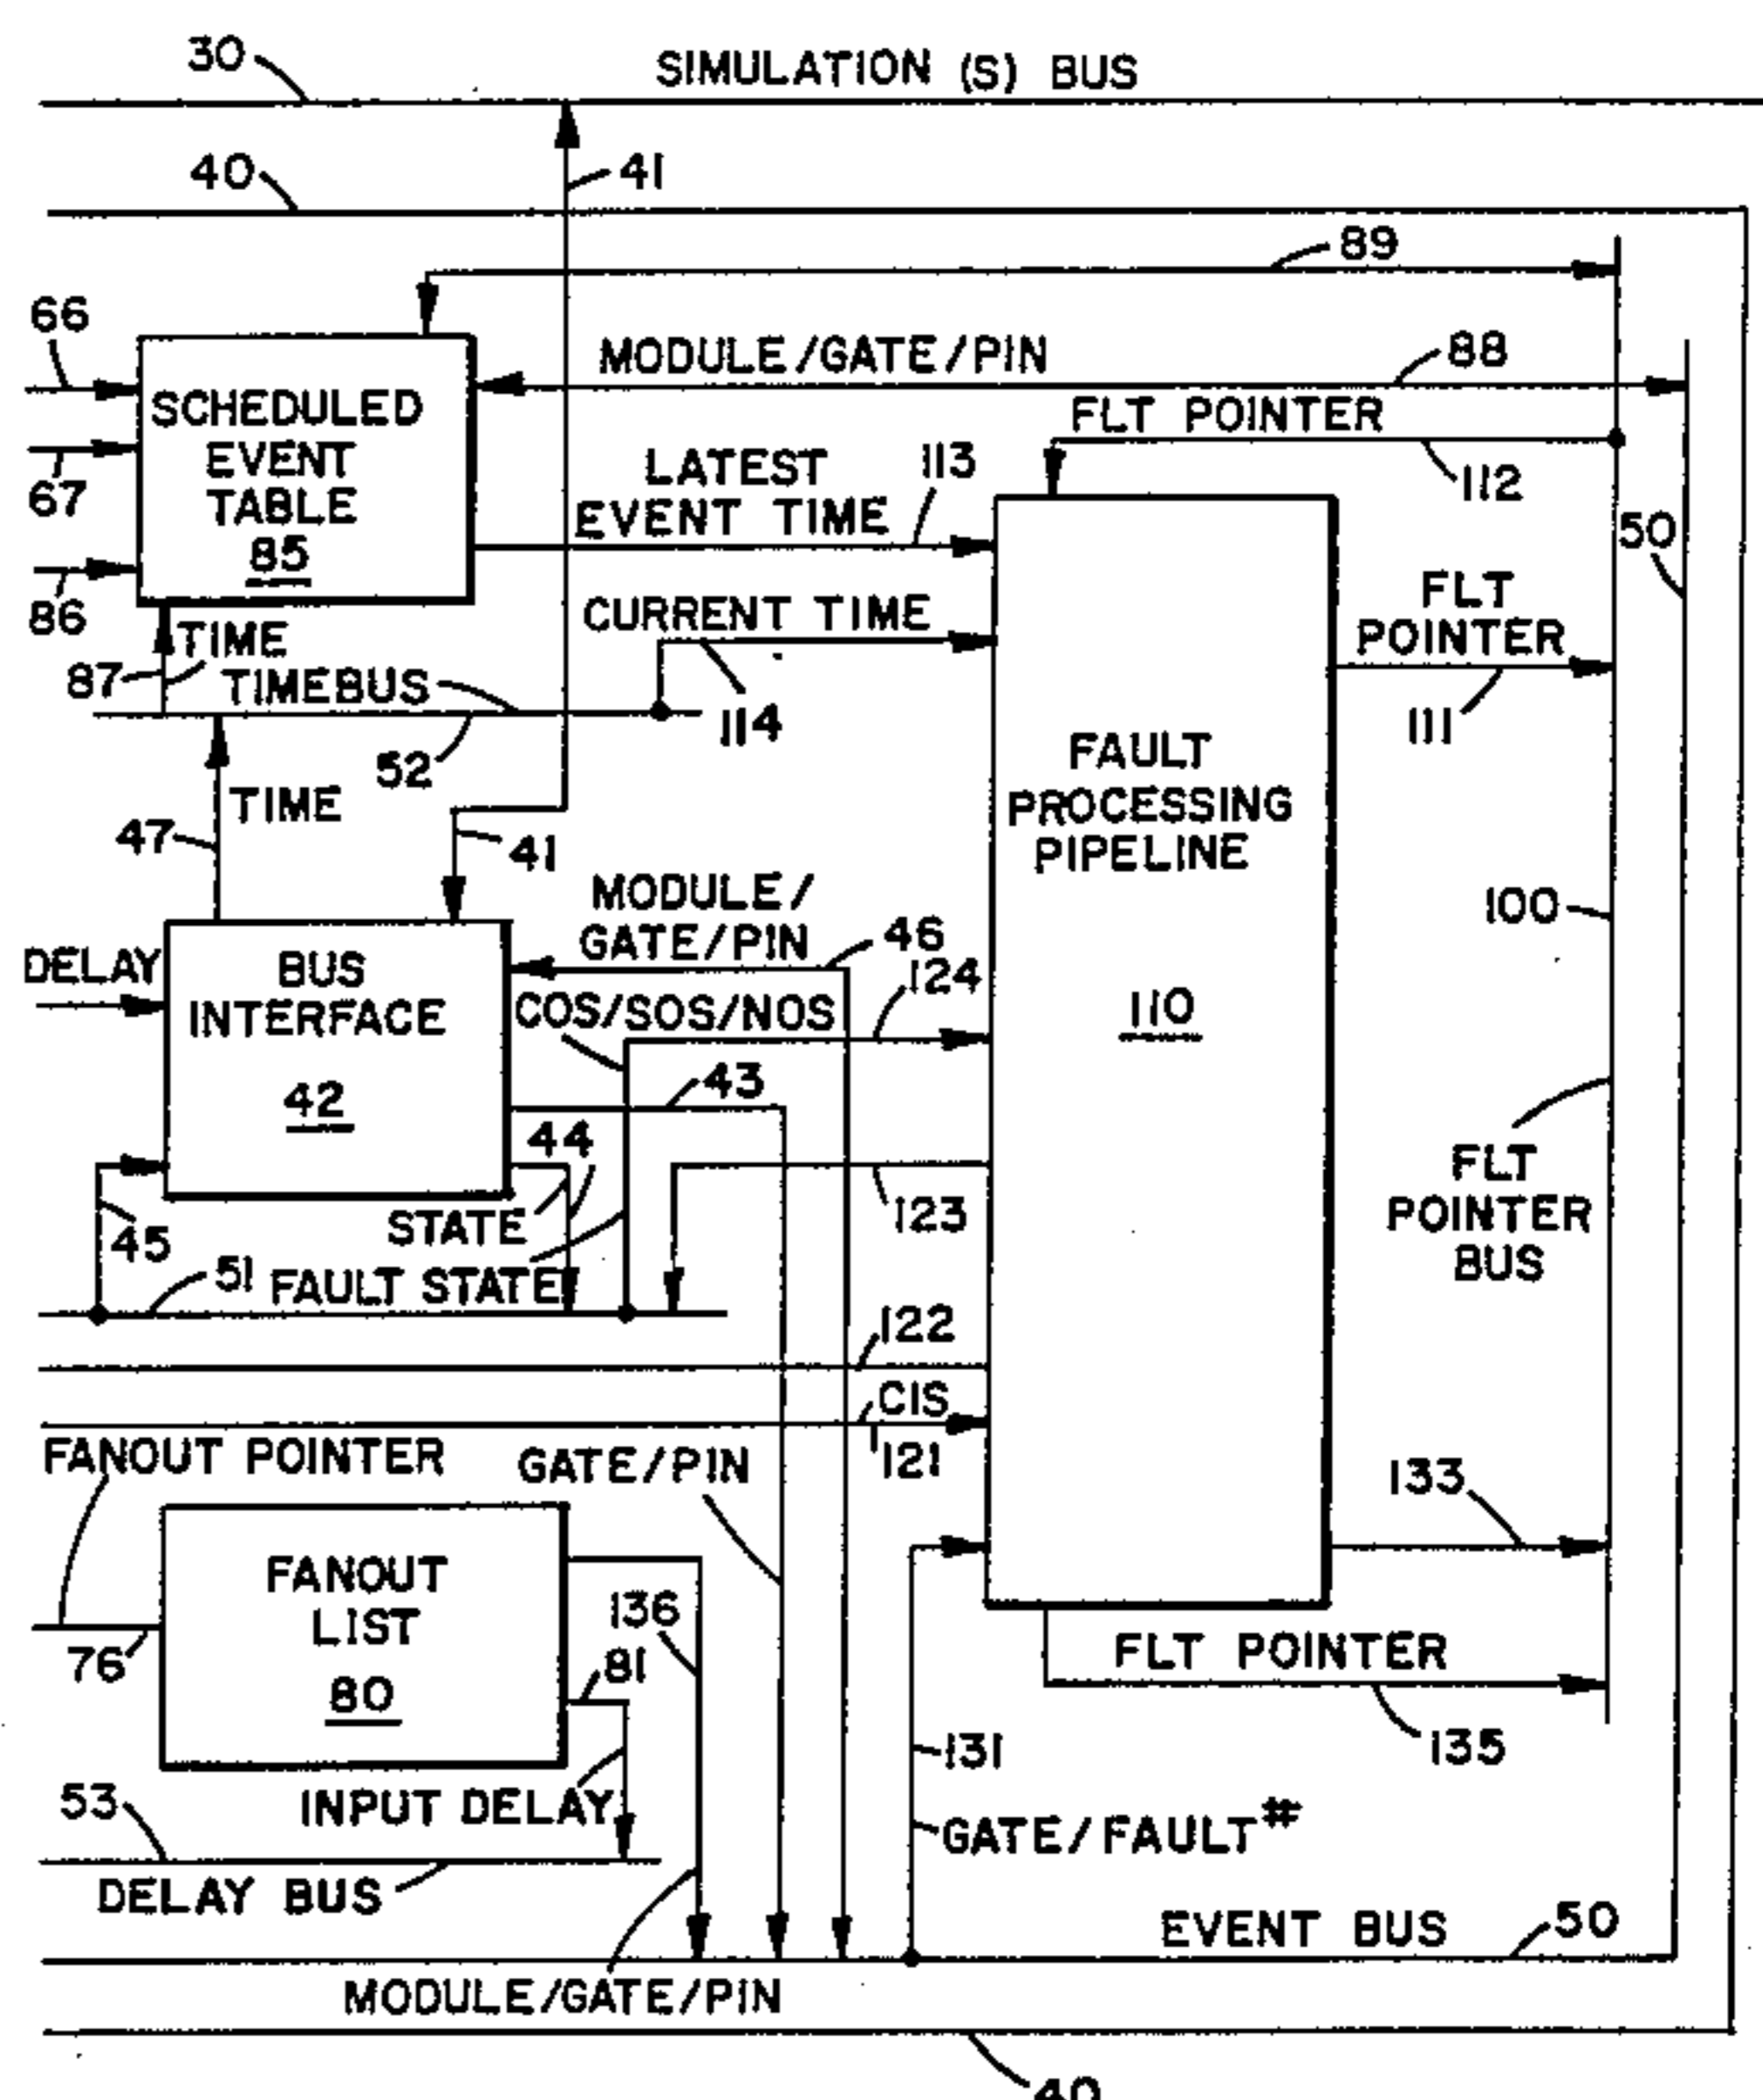 30
SIMULATION (S) BUS
40
41
89
66
MODULE/GATE/PIN
88
SCHEDULED
EVENT
TABLE
85
FLT POINTER
67
LATEST
EVENT TIME
113
112
50
86
CURRENT TIME
FLT
POINTER
TIME
87
TIMEBUS
114
111
52
FAULT
PROCESSING
PIPELINE
110
TIME
47
41
MODULE/
GATE/PIN
46
100
DELAY
BUS
INTERFACE
42
124
COS/SOS/NOS
43
44
FLT
POINTER
BUS
STATE
123
45
51
FAULT STATE
122
CIS
121
FANOUT POINTER
GATE/PIN
133
FANOUT
LIST
80
136
76
81
FLT POINTER
135
131
53
INPUT DELAY
GATE/FAULT#
DELAY BUS
EVENT BUS
50
MODULE/GATE/PIN
40